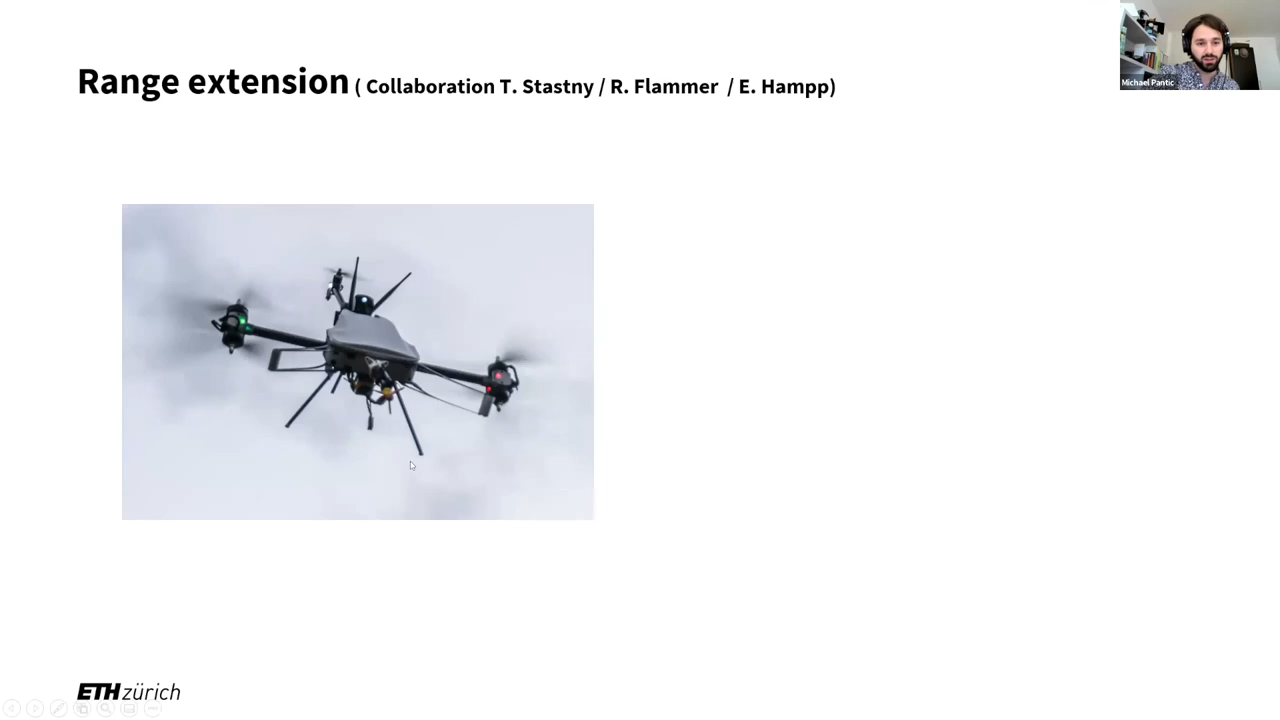 Range extension ( Collaboration T. Stastny / R. Flammer / E. Hampp)
Michael Pantic
ETH zürich